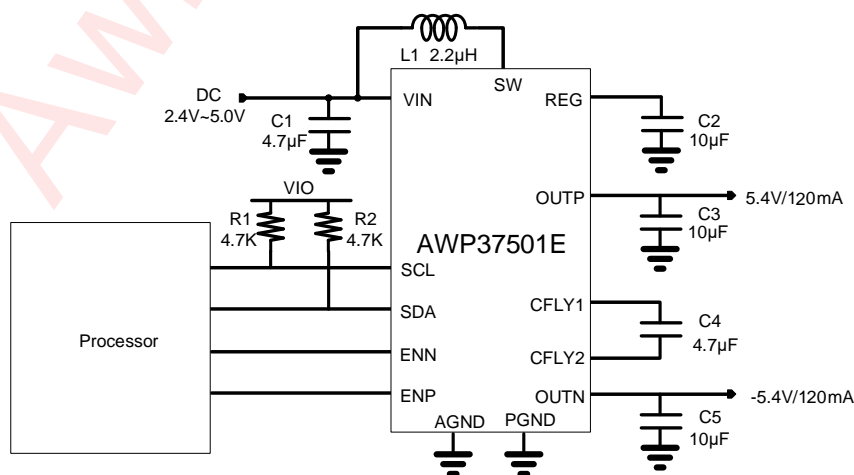 L1 2.2μH
SW
DC
2.4V~5.0V
VIN
REG
C1
4.7μF
C2
10μF
VIO
OUTP
5.4V/120mA
R1
4.7K
R2
4.7K
C3
10μF
AWP37501E
SCL
SDA
CFLY1
C4
4.7μF
Processor
ENN
CFLY2
ENP
OUTN
-5.4V/120mA
AGND
PGND
C5
10μF